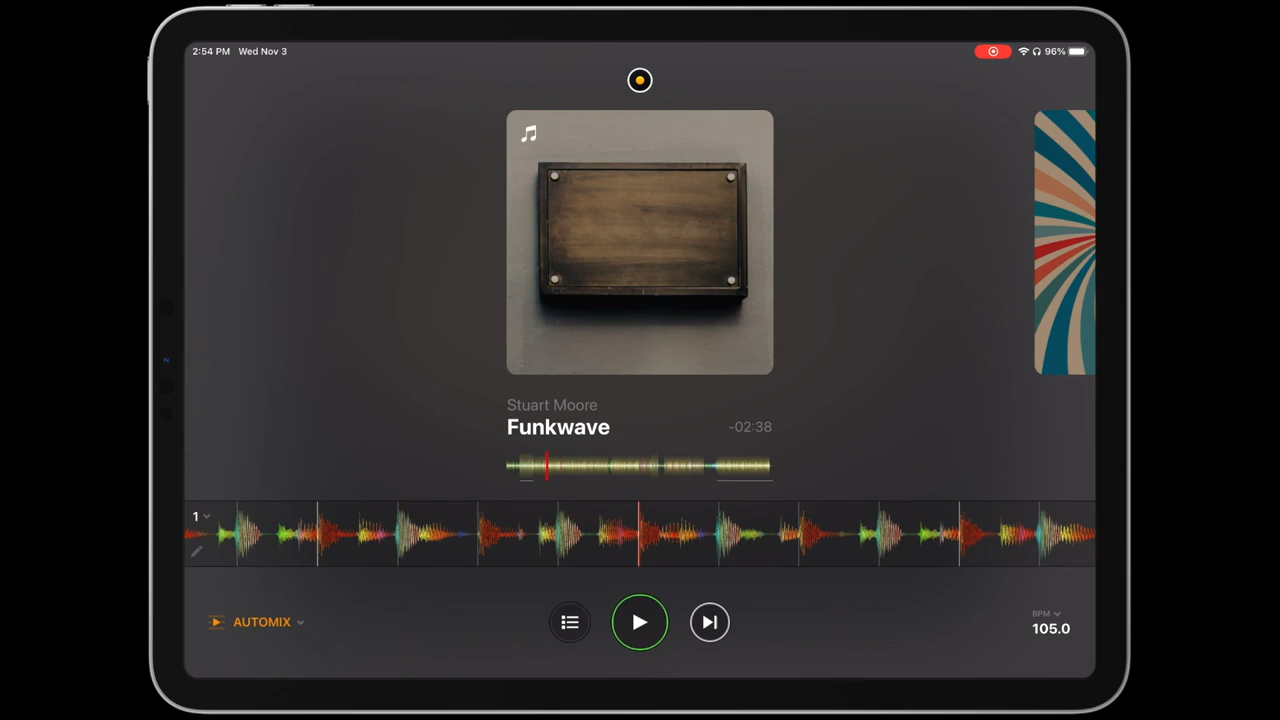 2:54 PM Wed Nov 3
96%
Stuart Moore
Funkwave
-02:38
1
AUTOMIX
BPM
105.0